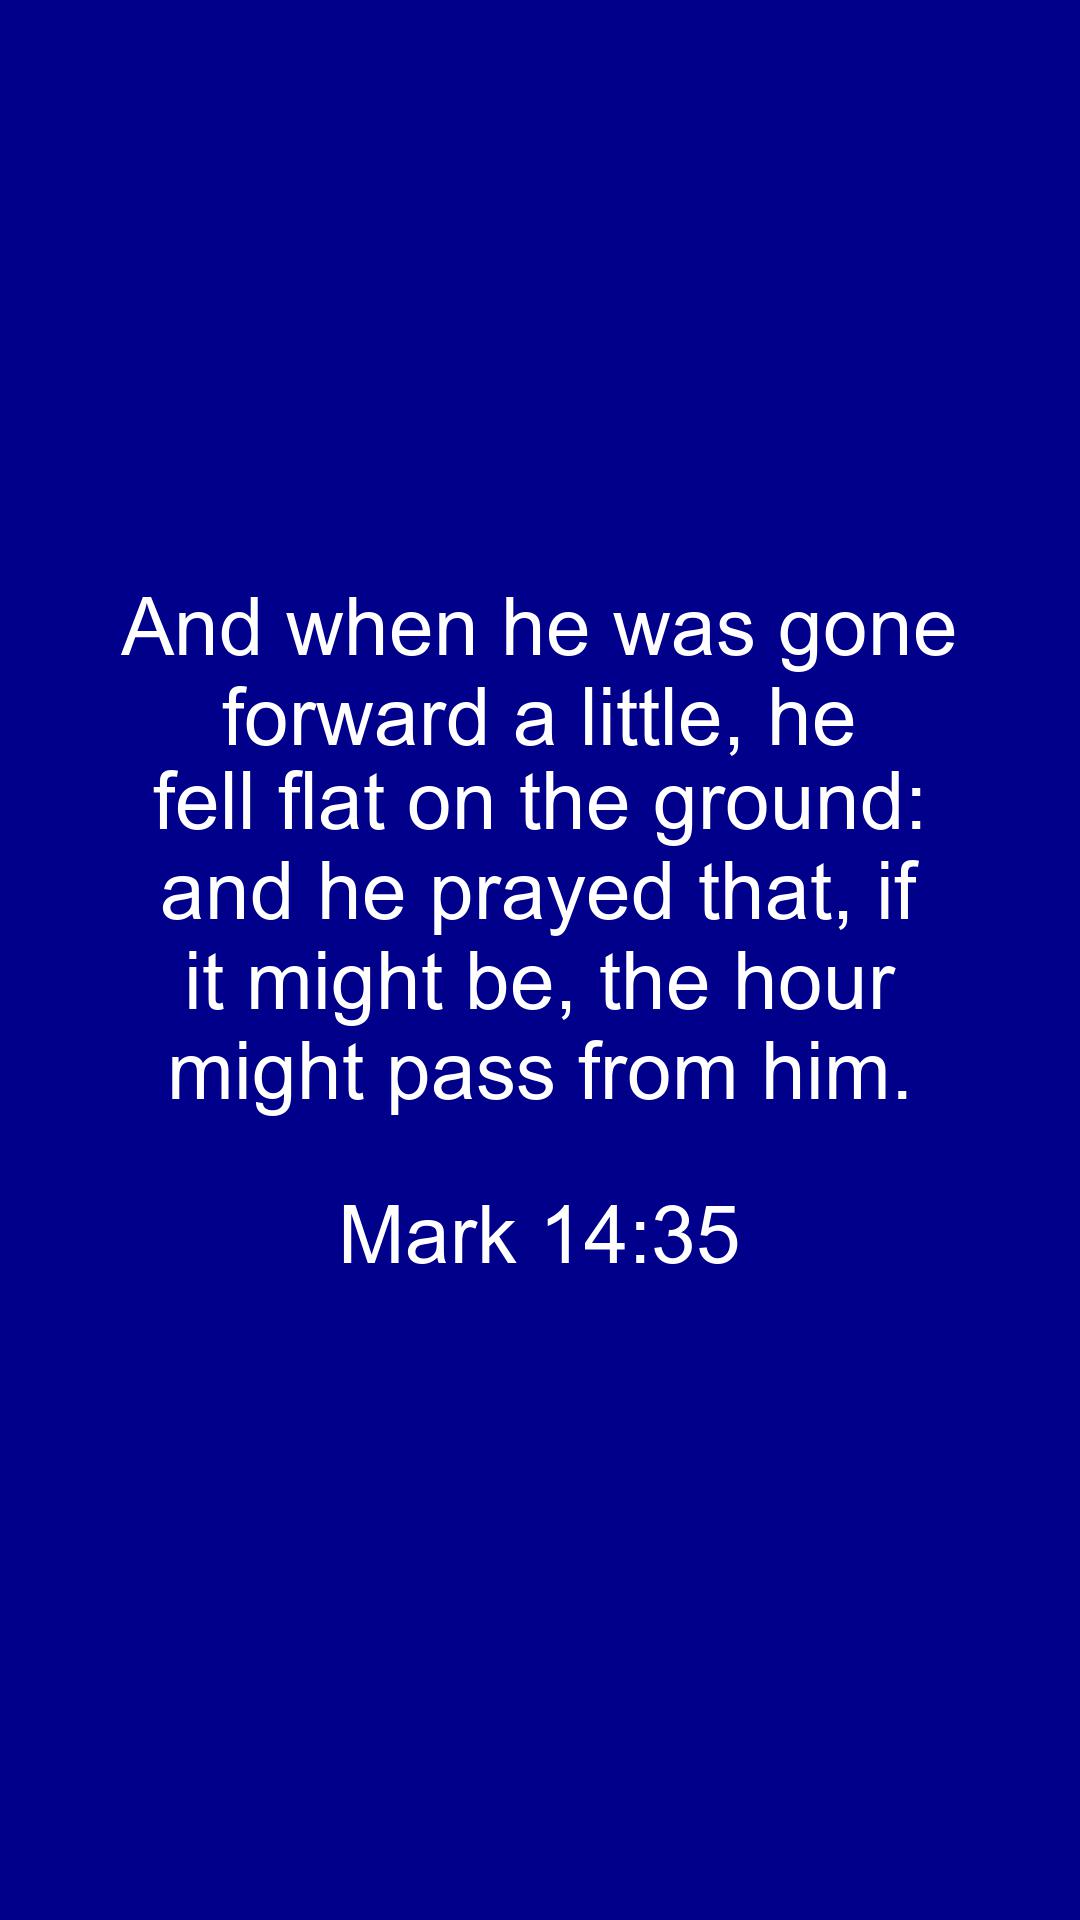 And when he was gone
forward a little, he
fell flat on the ground:
and he prayed that, if
it might be, the hour
might pass from him.
Mark 14:35